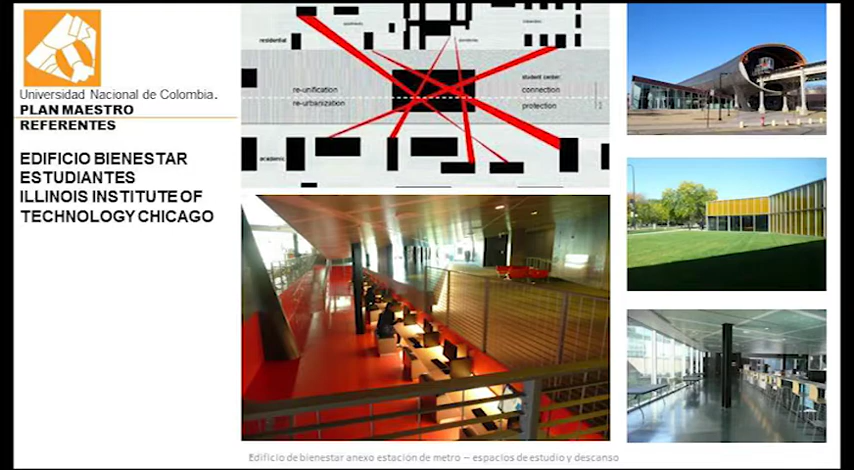 Universidad Nacional de Colombia.
PLAN MAESTRO
REFERENTES
EDIFICIO BIENESTAR
ESTUDIANTES
ILLINOIS INSTITUTE OF
TECHNOLOGY CHICAGO
residential
re-unification
re-urbanization
student center:
connection
protection
academic
Edificio de bienestar anexo estación de metro – espacios de estudio y descanso